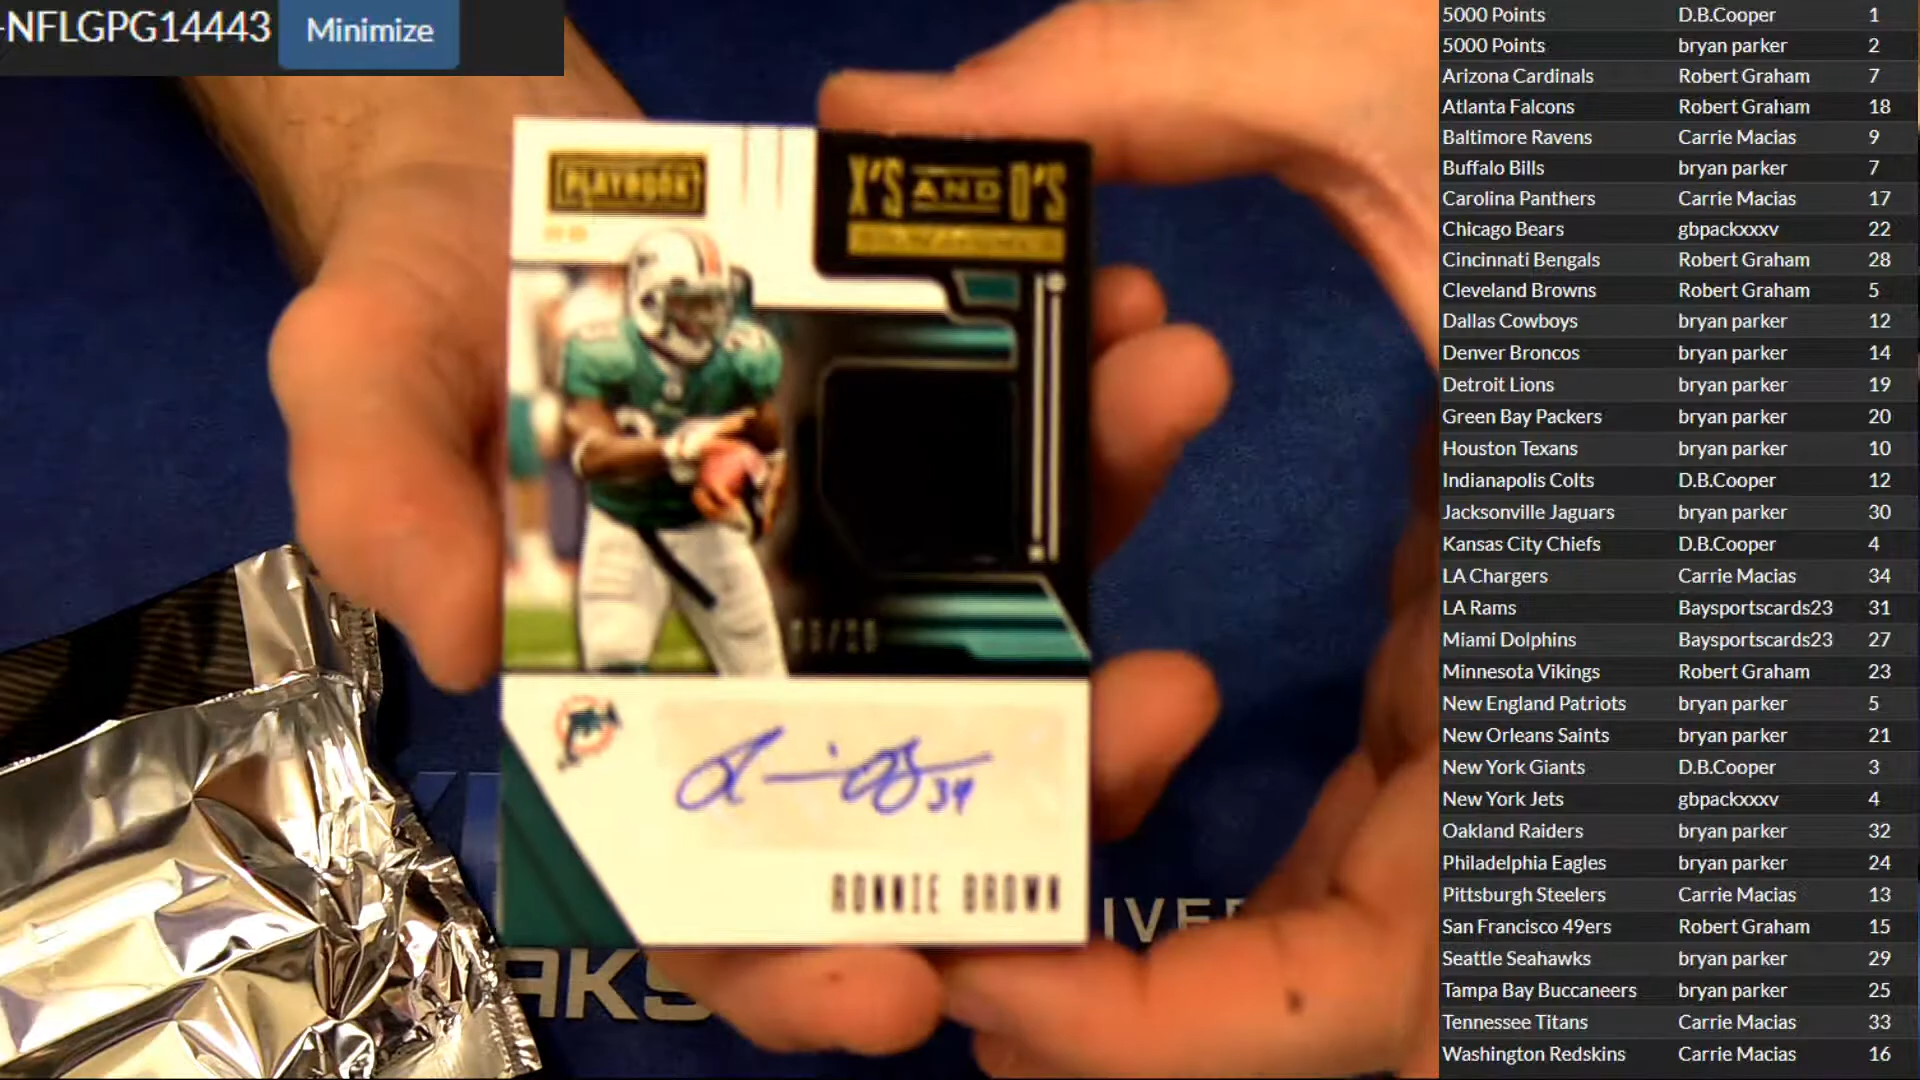 -NFLGPG14443 Minimize
PLAYBOOK
X'S AND O'S
34
RONNIE BROWN
IVE
AKS
5000 Points D.B.Cooper 1
5000 Points bryan parker 2
Arizona Cardinals Robert Graham 7
Atlanta Falcons Robert Graham 18
Baltimore Ravens Carrie Macias 9
Buffalo Bills bryan parker 7
Carolina Panthers Carrie Macias 17
Chicago Bears gbpackxxxv 22
Cincinnati Bengals Robert Graham 28
Cleveland Browns Robert Graham 5
Dallas Cowboys bryan parker 12
Denver Broncos bryan parker 14
Detroit Lions bryan parker 19
Green Bay Packers bryan parker 20
Houston Texans bryan parker 10
Indianapolis Colts D.B.Cooper 12
Jacksonville Jaguars bryan parker 30
Kansas City Chiefs D.B.Cooper 4
LA Chargers Carrie Macias 34
LA Rams Baysportscards23 31
Miami Dolphins Baysportscards23 27
Minnesota Vikings Robert Graham 23
New England Patriots bryan parker 5
New Orleans Saints bryan parker 21
New York Giants D.B.Cooper 3
New York Jets gbpackxxxv 4
Oakland Raiders bryan parker 32
Philadelphia Eagles bryan parker 24
Pittsburgh Steelers Carrie Macias 13
San Francisco 49ers Robert Graham 15
Seattle Seahawks bryan parker 29
Tampa Bay Buccaneers bryan parker 25
Tennessee Titans Carrie Macias 33
Washington Redskins Carrie Macias 16